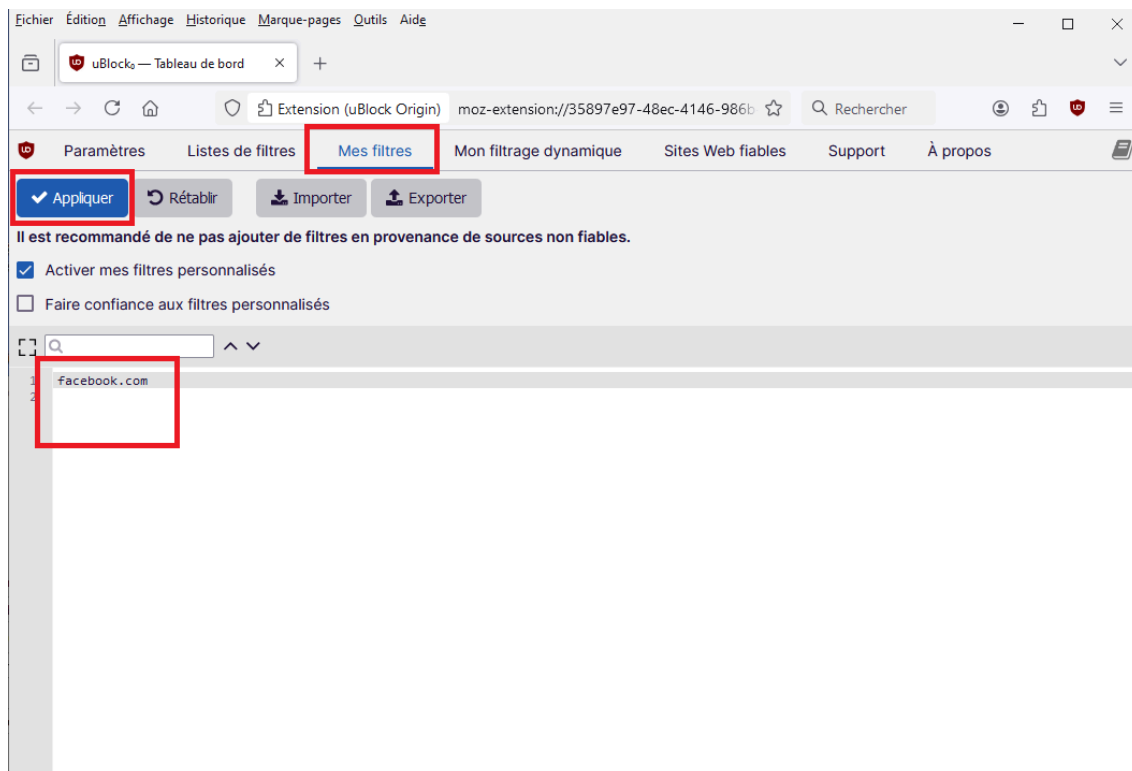 Fichier Édition Affichage Historique Marque-pages Outils Aide
uBlock₀ — Tableau de bord
Extension (uBlock Origin) moz-extension://35897e97-48ec-4146-986b Rechercher
Paramètres Listes de filtres Mes filtres Mon filtrage dynamique Sites Web fiables Support À propos
Appliquer Rétablir Importer Exporter
Il est recommandé de ne pas ajouter de filtres en provenance de sources non fiables.
Activer mes filtres personnalisés
Faire confiance aux filtres personnalisés
1 facebook.com
2